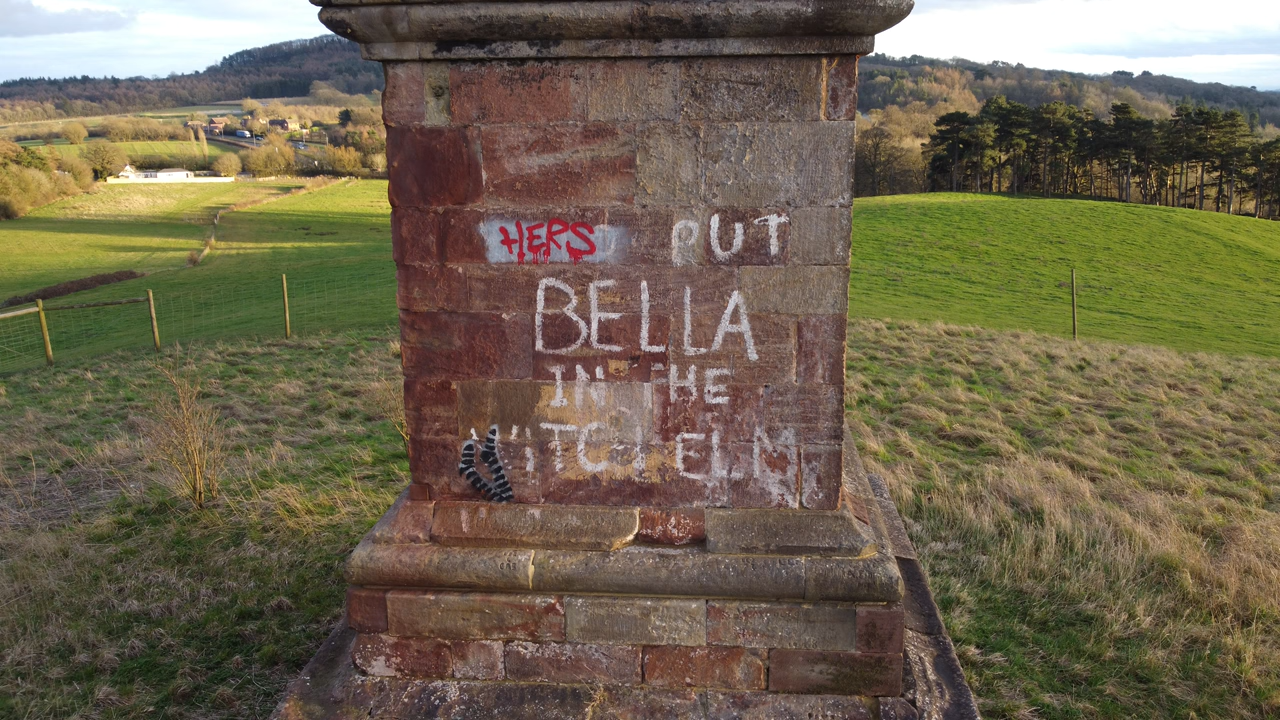 HERS PUT
BELLA
IN THE
WITCH ELM